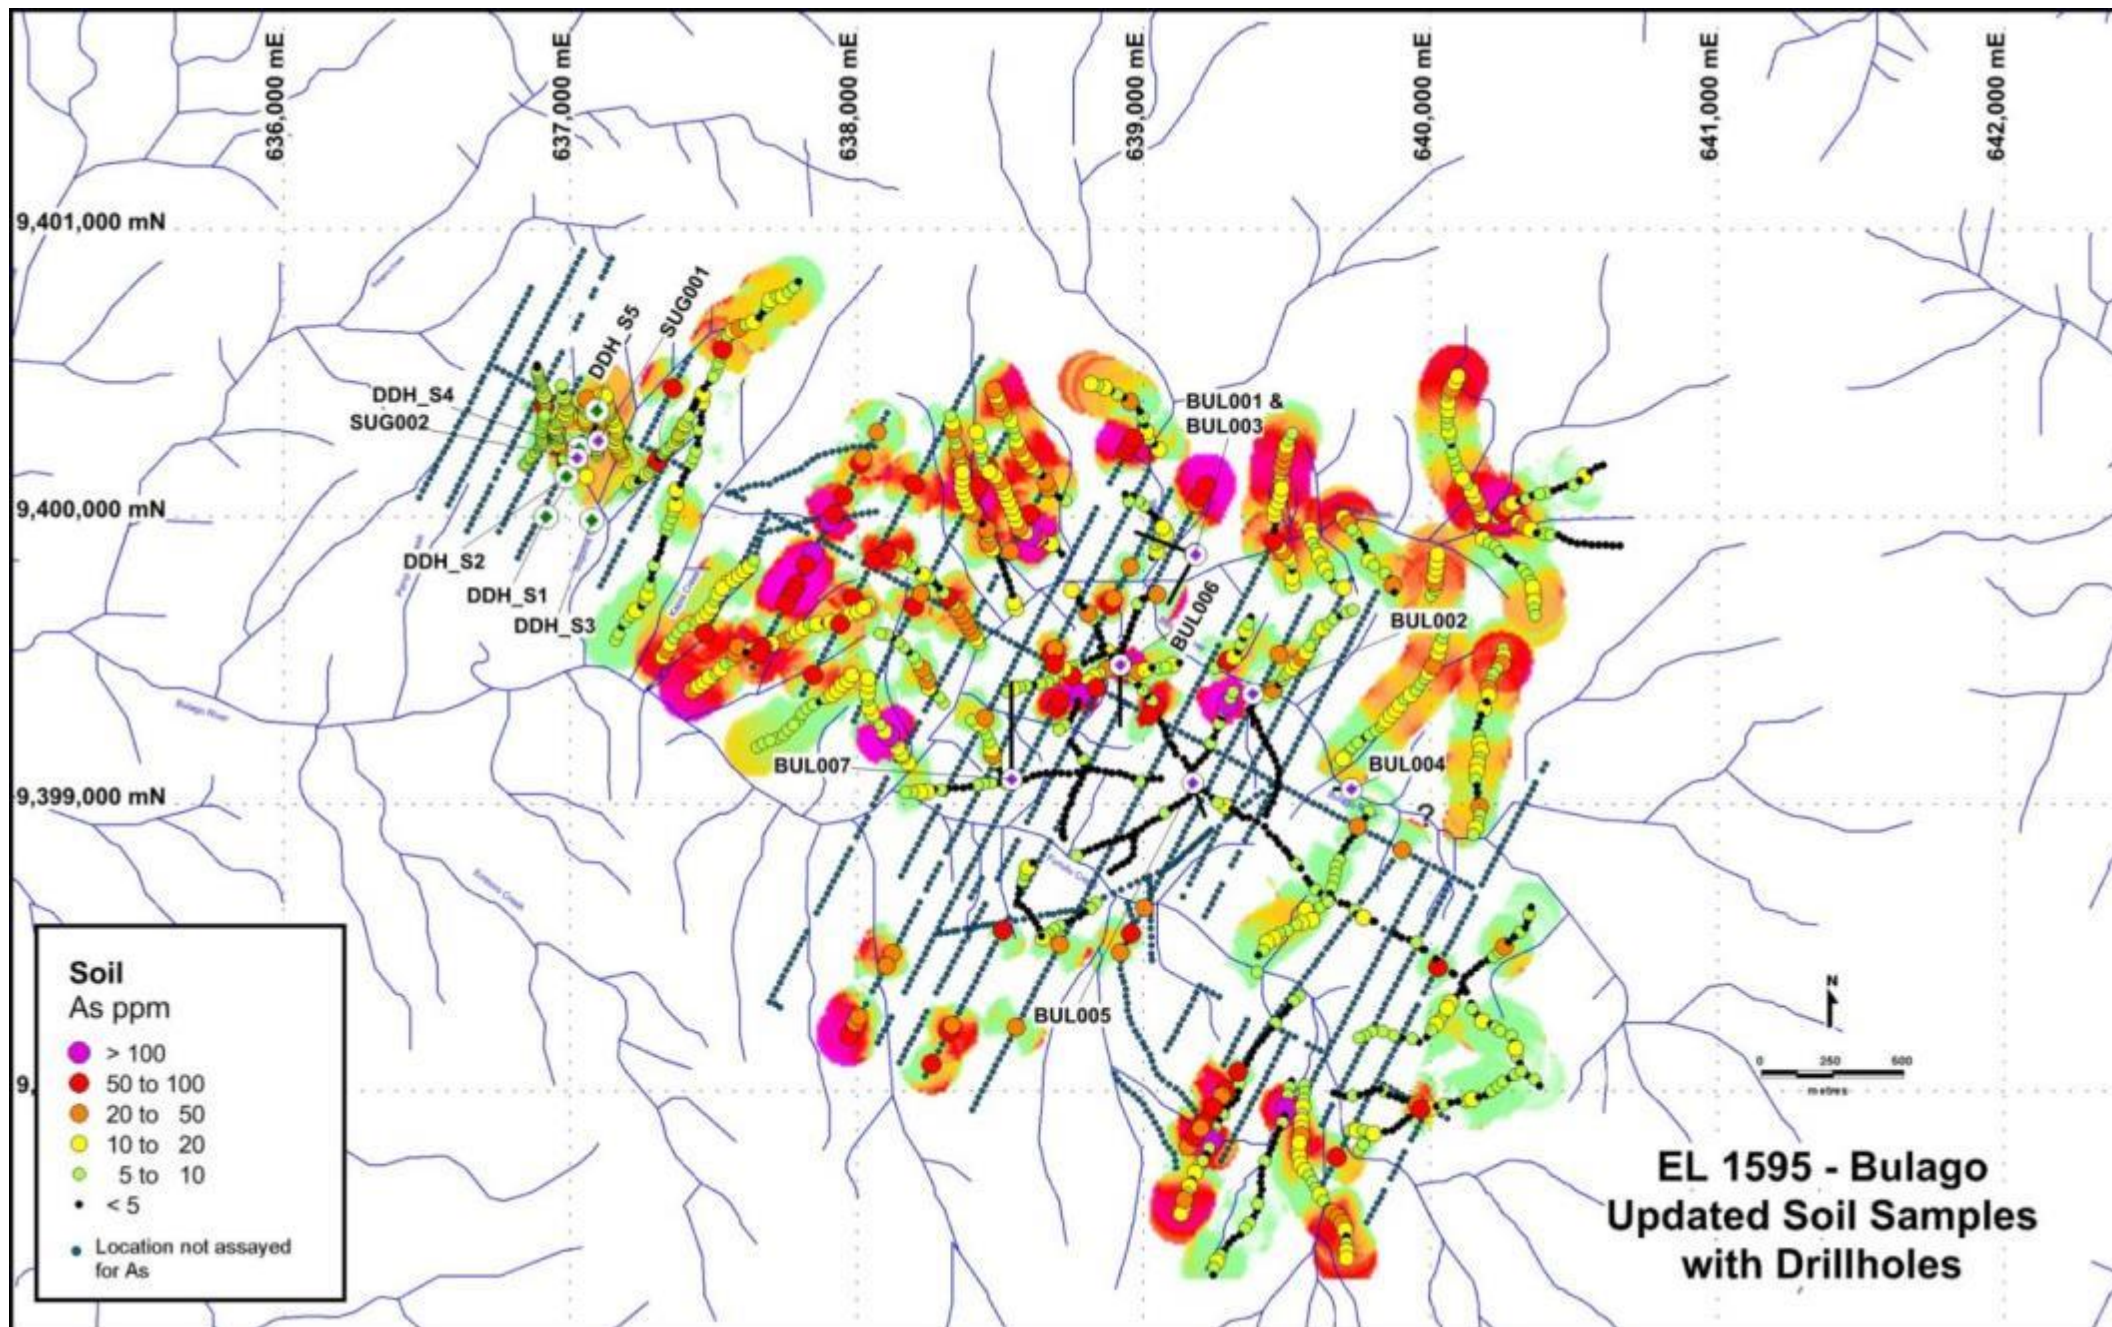 636,000 mE
637,000 mE
638,000 mE
639,000 mE
640,000 mE
641,000 mE
642,000 mE
9,401,000 mN
SUG001
DDH_S5
DDH_S4
SUG002
BUL001 &
BUL003
9,400,000 mN
DDH_S2
DDH_S1
DDH_S3
BUL006
BUL002
Bulago River
BUL007
BUL004
9,399,000 mN
?
BUL005
N
0 250 500
metres
9,
Soil
As ppm
> 100
50 to 100
20 to 50
10 to 20
5 to 10
< 5
Location not assayed
for As
EL 1595 - Bulago
Updated Soil Samples
with Drillholes